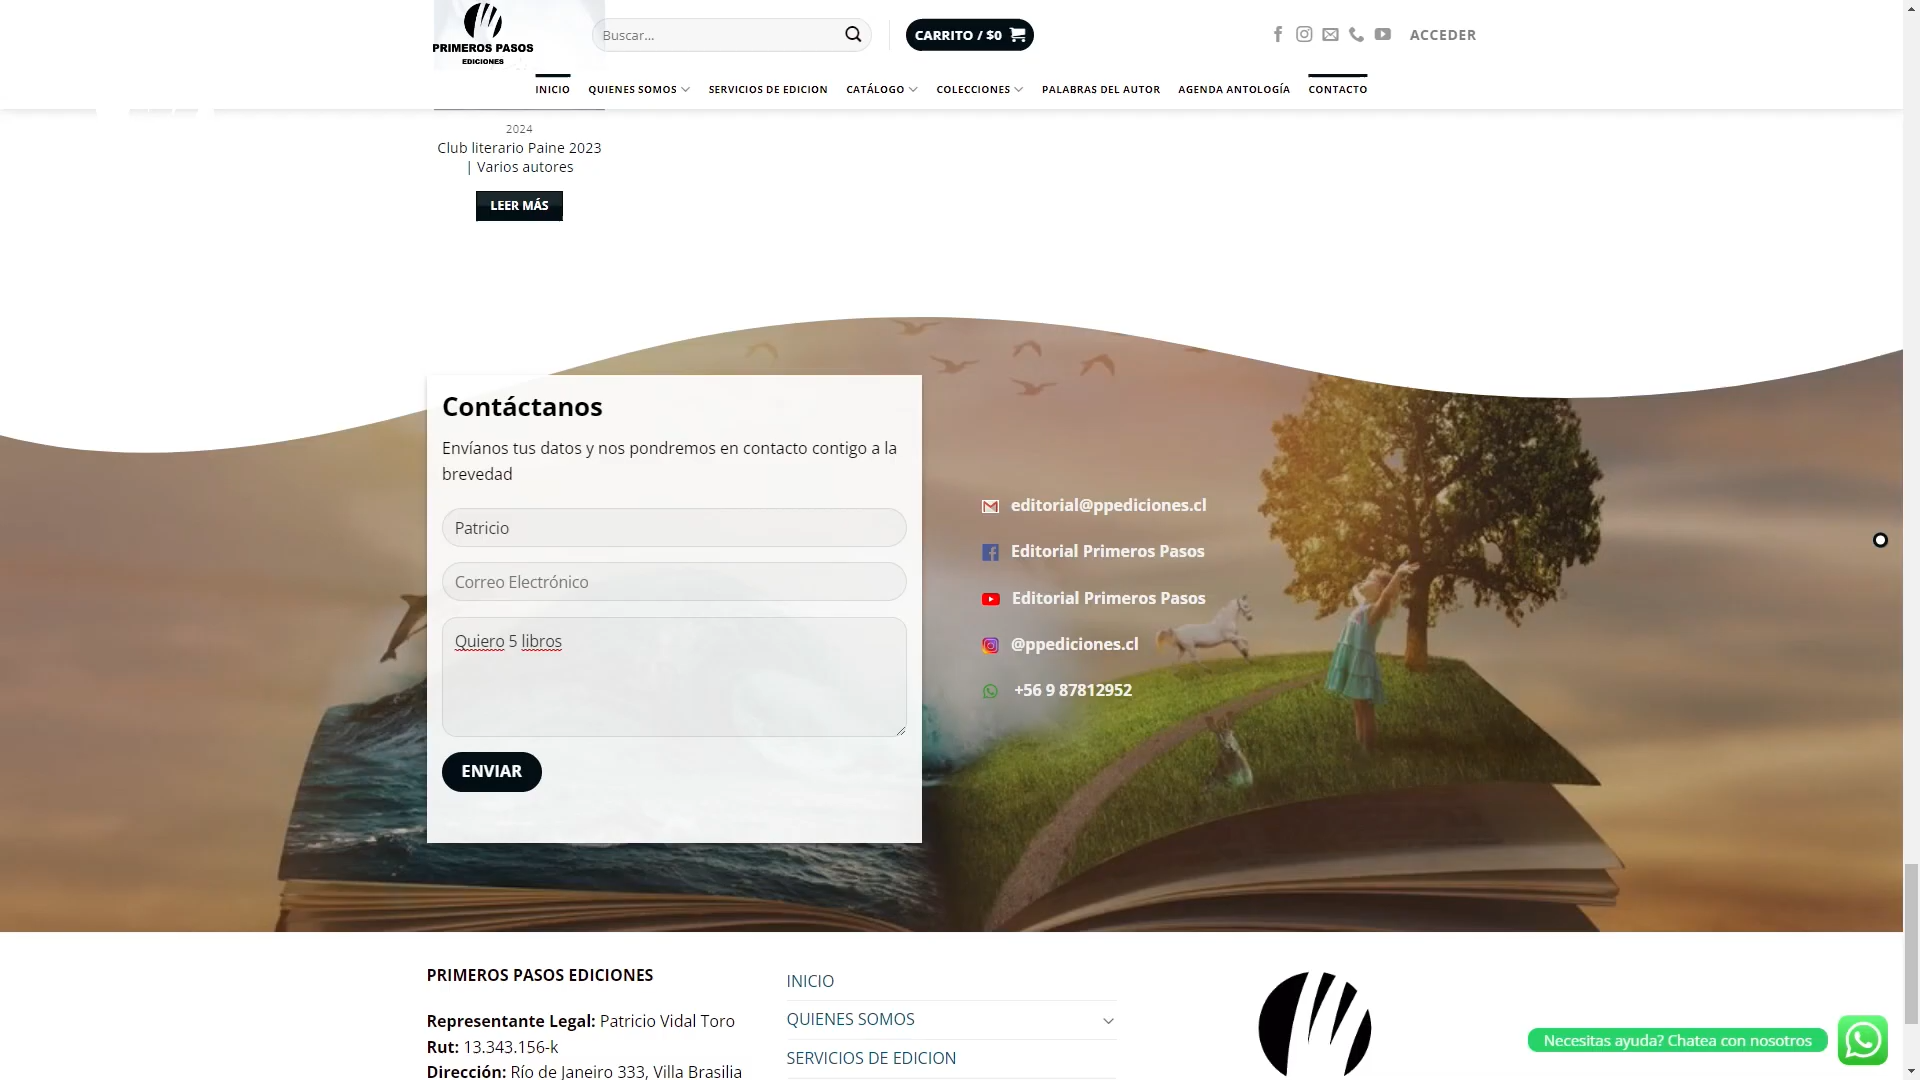 PRIMEROS PASOS
EDICIONES
Buscar...
CARRITO / $0
ACCEDER
INICIO
QUIENES SOMOS
SERVICIOS DE EDICION
CATÁLOGO
COLECCIONES
PALABRAS DEL AUTOR
AGENDA ANTOLOGÍA
CONTACTO
2024
Club literario Paine 2023
| Varios autores
LEER MÁS
Contáctanos
Envíanos tus datos y nos pondremos en contacto contigo a la
brevedad
Patricio
Correo Electrónico
Quiero 5 libros
ENVIAR
editorial@ppediciones.cl
Editorial Primeros Pasos
Editorial Primeros Pasos
@ppediciones.cl
+56 9 87812952
PRIMEROS PASOS EDICIONES
Representante Legal: Patricio Vidal Toro
Rut: 13.343.156-k
Dirección: Río de Janeiro 333, Villa Brasilia
INICIO
QUIENES SOMOS
SERVICIOS DE EDICION
Necesitas ayuda? Chatea con nosotros